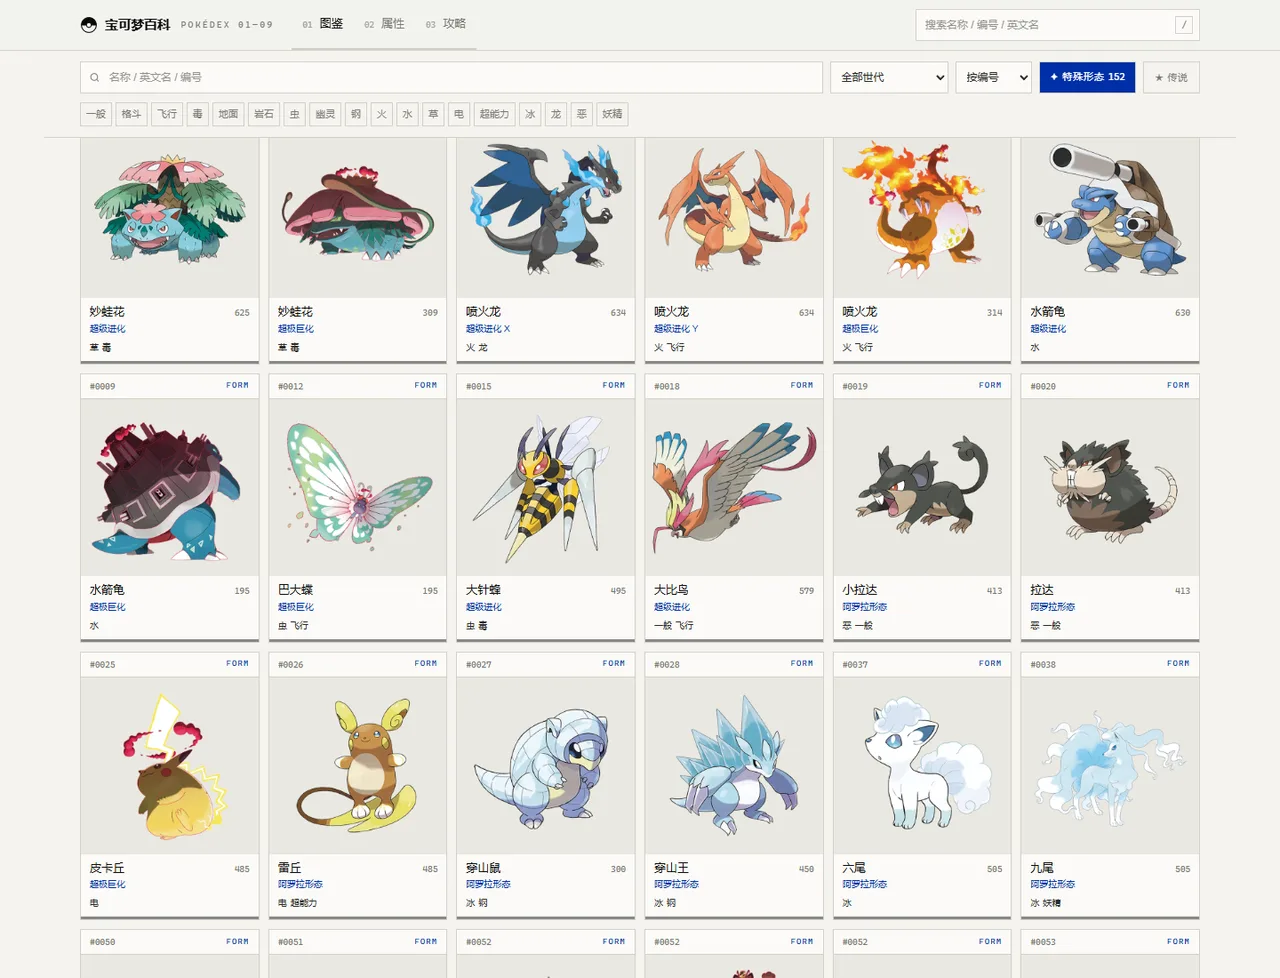 宝可梦百科 POKÉDEX 01-09 01 图鉴 02 属性 03 攻略 搜索名称 / 编号 / 英文名 /
名称 / 英文名 / 编号 全部世代 按编号 ✦ 特殊形态 152 ★ 传说
一般 格斗 飞行 毒 地面 岩石 虫 幽灵 钢 火 水 草 电 超能力 冰 龙 恶 妖精
妙蛙花 625 妙蛙花 309 喷火龙 634 喷火龙 634 喷火龙 314 水箭龟 630
超级进化 超极巨化 超级进化 X 超级进化 Y 超极巨化 超级进化
草 毒 草 毒 火 龙 火 飞行 火 飞行 水
#0009 FORM #0012 FORM #0015 FORM #0018 FORM #0019 FORM #0020 FORM
水箭龟 195 巴大蝶 195 大针蜂 495 大比鸟 579 小拉达 413 拉达 413
超极巨化 超极巨化 超级进化 超级进化 阿罗拉形态 阿罗拉形态
水 虫 飞行 虫 毒 一般 飞行 恶 一般 恶 一般
#0025 FORM #0026 FORM #0027 FORM #0028 FORM #0037 FORM #0038 FORM
皮卡丘 485 雷丘 485 穿山鼠 300 穿山王 450 六尾 505 九尾 505
超极巨化 阿罗拉形态 阿罗拉形态 阿罗拉形态 阿罗拉形态 阿罗拉形态
电 电 超能力 冰 钢 冰 钢 冰 冰 妖精
#0050 FORM #0051 FORM #0052 FORM #0052 FORM #0052 FORM #0053 FORM